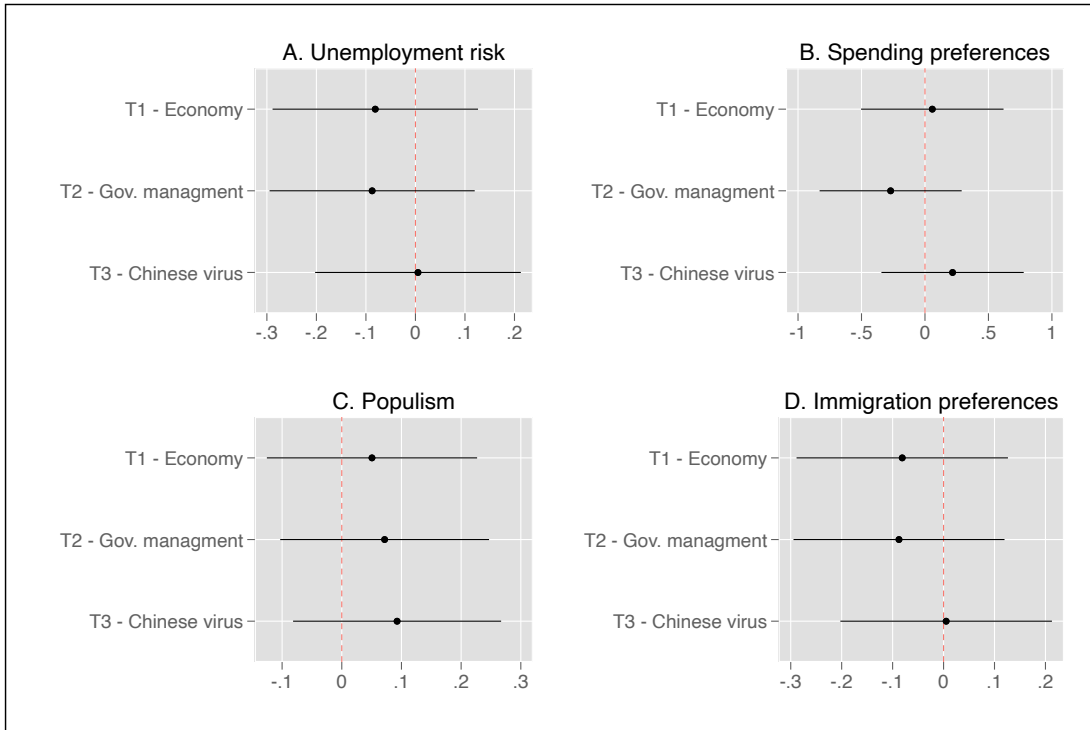 A. Unemployment risk
T1 - Economy
T2 - Gov. managment
T3 - Chinese virus
-.3 -.2 -.1 0 .1 .2
B. Spending preferences
T1 - Economy
T2 - Gov. managment
T3 - Chinese virus
-1 -.5 0 .5 1
C. Populism
T1 - Economy
T2 - Gov. managment
T3 - Chinese virus
-.1 0 .1 .2 .3
D. Immigration preferences
T1 - Economy
T2 - Gov. managment
T3 - Chinese virus
-.3 -.2 -.1 0 .1 .2